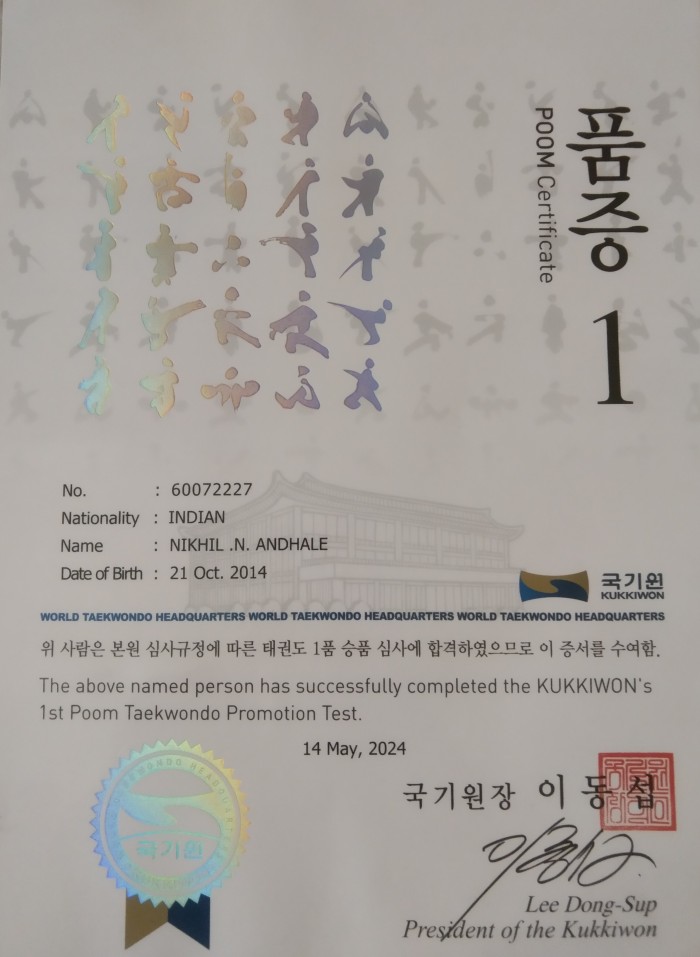 품증
POOM Certificate
1
No. : 60072227
Nationality : INDIAN
Name : NIKHIL .N. ANDHALE
Date of Birth : 21 Oct. 2014
국기원
KUKKIWON
WORLD TAEKWONDO HEADQUARTERS WORLD TAEKWONDO HEADQUARTERS WORLD TAEKWONDO HEADQUARTERS
위 사람은 본원 심사규정에 따른 태권도 1품 승품 심사에 합격하였으므로 이 증서를 수여함.
The above named person has successfully completed the KUKKIWON's
1st Poom Taekwondo Promotion Test.
14 May, 2024
국기원장 이동섭
국기원
Lee Dong-Sup
President of the Kukkiwon